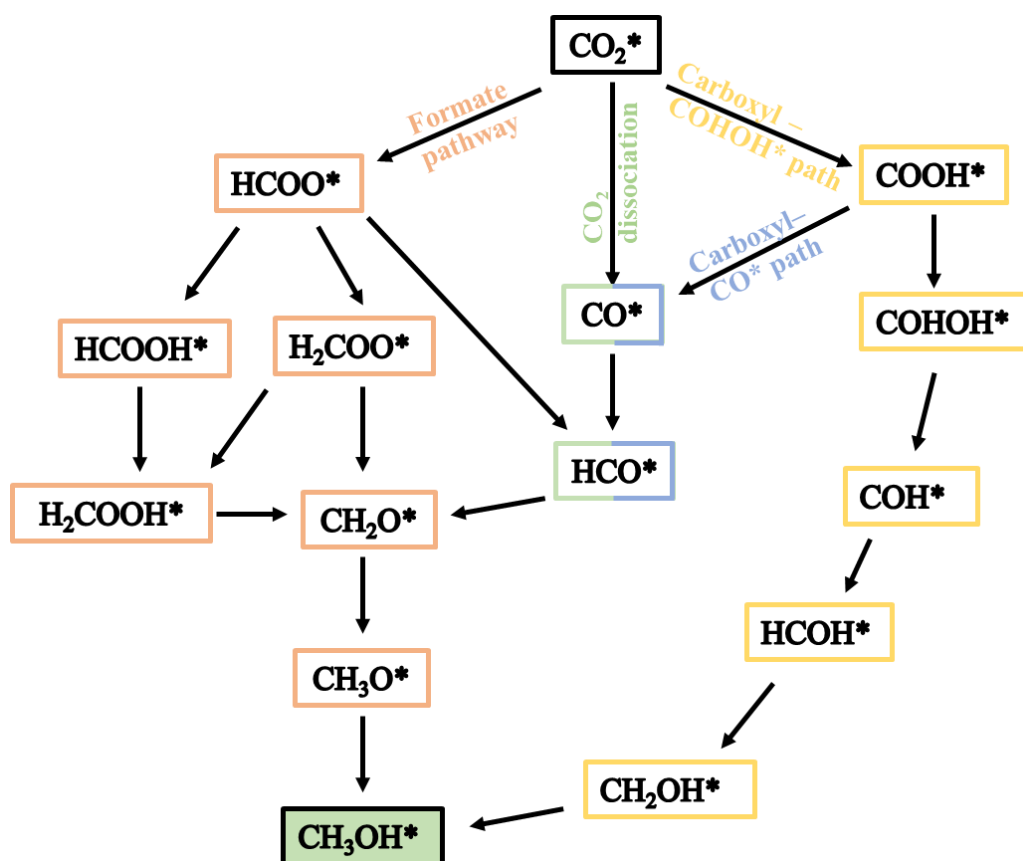 CO₂*
Formate
pathway
CO₂
dissociation
Carboxyl –
COHOH* path
HCOO*
COOH*
Carboxyl–
CO* path
CO*
COHOH*
HCOOH*
H₂COO*
HCO*
COH*
H₂COOH*
CH₂O*
HCOH*
CH₃O*
CH₂OH*
CH₃OH*